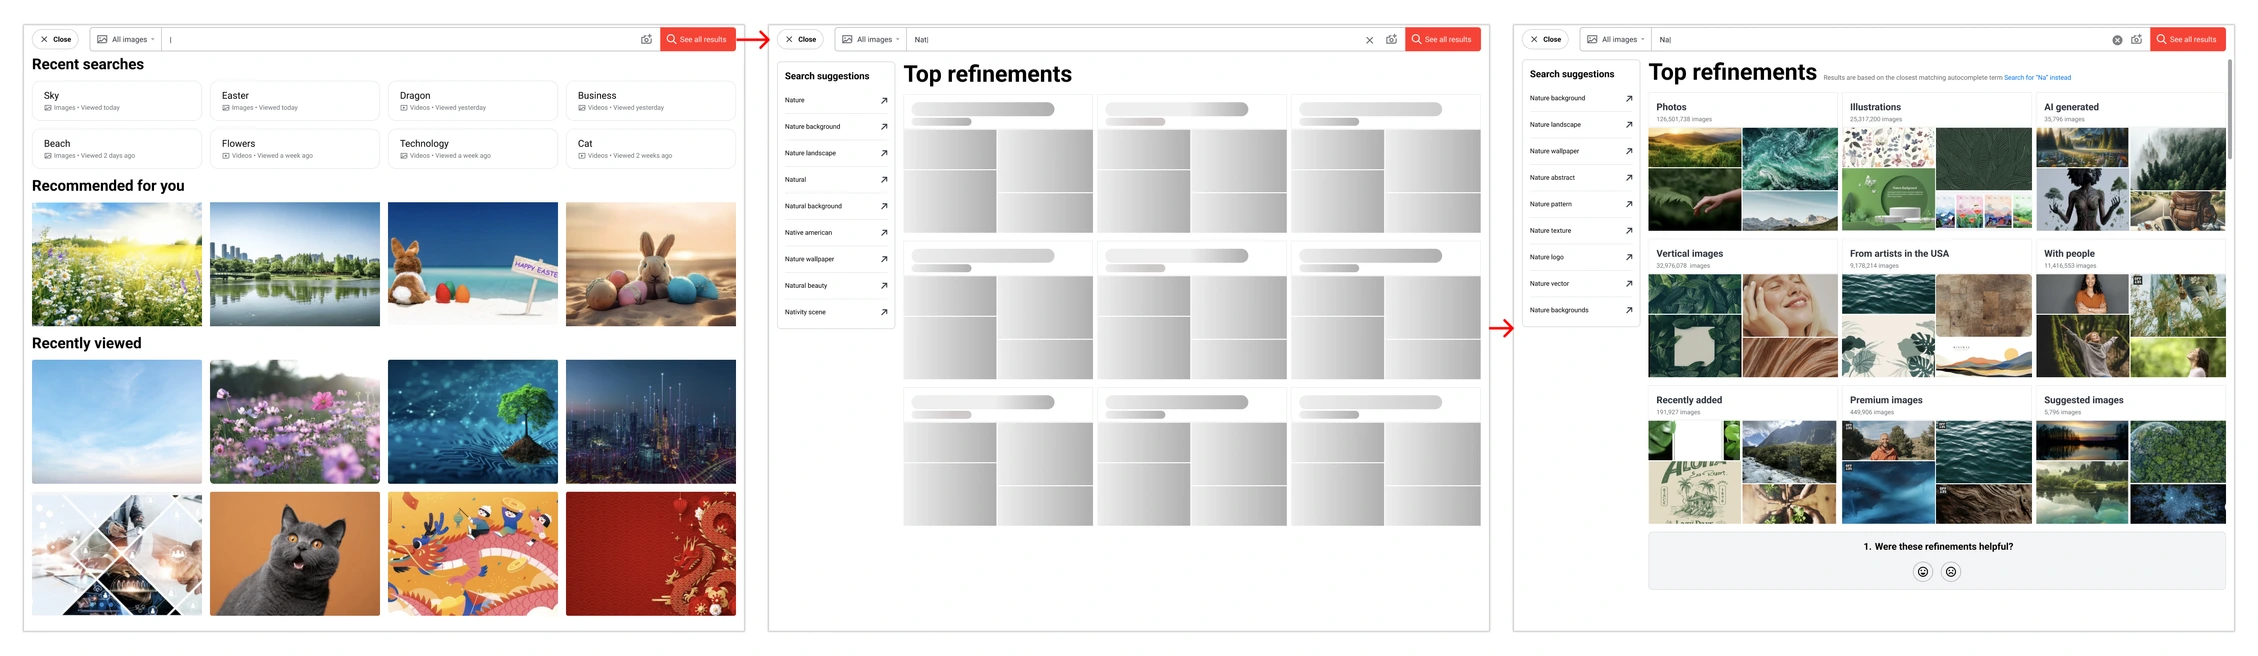 Close
All images
See all results
Recent searches
Sky
Images • Viewed today
Easter
Images • Viewed today
Dragon
Videos • Viewed yesterday
Business
Videos • Viewed yesterday
Beach
Images • Viewed 2 days ago
Flowers
Videos • Viewed a week ago
Technology
Videos • Viewed a week ago
Cat
Videos • Viewed 2 weeks ago
Recommended for you
HAPPY EASTE
Recently viewed
Close
All images
Nat
See all results
Search suggestions
Nature
Nature background
Nature landscape
Natural
Natural background
Native american
Nature wallpaper
Natural beauty
Nativity scene
Top refinements
Close
All images
Na
See all results
Search suggestions
Nature background
Nature landscape
Nature wallpaper
Nature abstract
Nature pattern
Nature texture
Nature logo
Nature vector
Nature backgrounds
Top refinements
Results are based on the closest matching autocomplete term Search for "Na" instead
Photos
126,501,738 images
Illustrations
25,317,200 images
AI generated
35,796 images
Vertical images
32,976,078 images
From artists in the USA
9,178,214 images
With people
11,416,553 images
Recently added
191,927 images
Premium images
449,906 images
Suggested images
5,796 images
ALOHA
1. Were these refinements helpful?